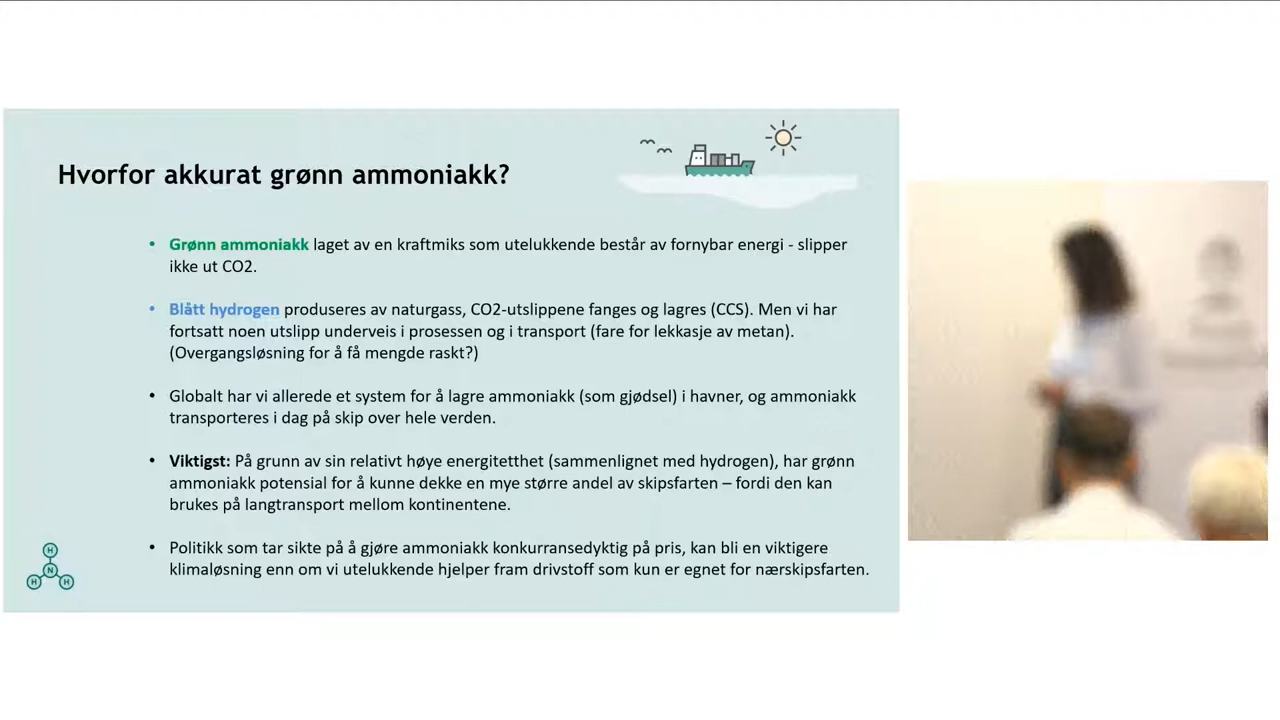 Hvorfor akkurat grønn ammoniakk?
• Grønn ammoniakk laget av en kraftmiks som utelukkende består av fornybar energi - slipper
ikke ut CO2.
• Blått hydrogen produseres av naturgass, CO2-utslippene fanges og lagres (CCS). Men vi har
fortsatt noen utslipp underveis i prosessen og i transport (fare for lekkasje av metan).
(Overgangsløsning for å få mengde raskt?)
• Globalt har vi allerede et system for å lagre ammoniakk (som gjødsel) i havner, og ammoniakk
transporteres i dag på skip over hele verden.
• Viktigst: På grunn av sin relativt høye energitetthet (sammenlignet med hydrogen), har grønn
ammoniakk potensial for å kunne dekke en mye større andel av skipsfarten – fordi den kan
brukes på langtransport mellom kontinentene.
• Politikk som tar sikte på å gjøre ammoniakk konkurransedyktig på pris, kan bli en viktigere
klimaløsning enn om vi utelukkende hjelper fram drivstoff som kun er egnet for nærskipsfarten.
H
N
H H